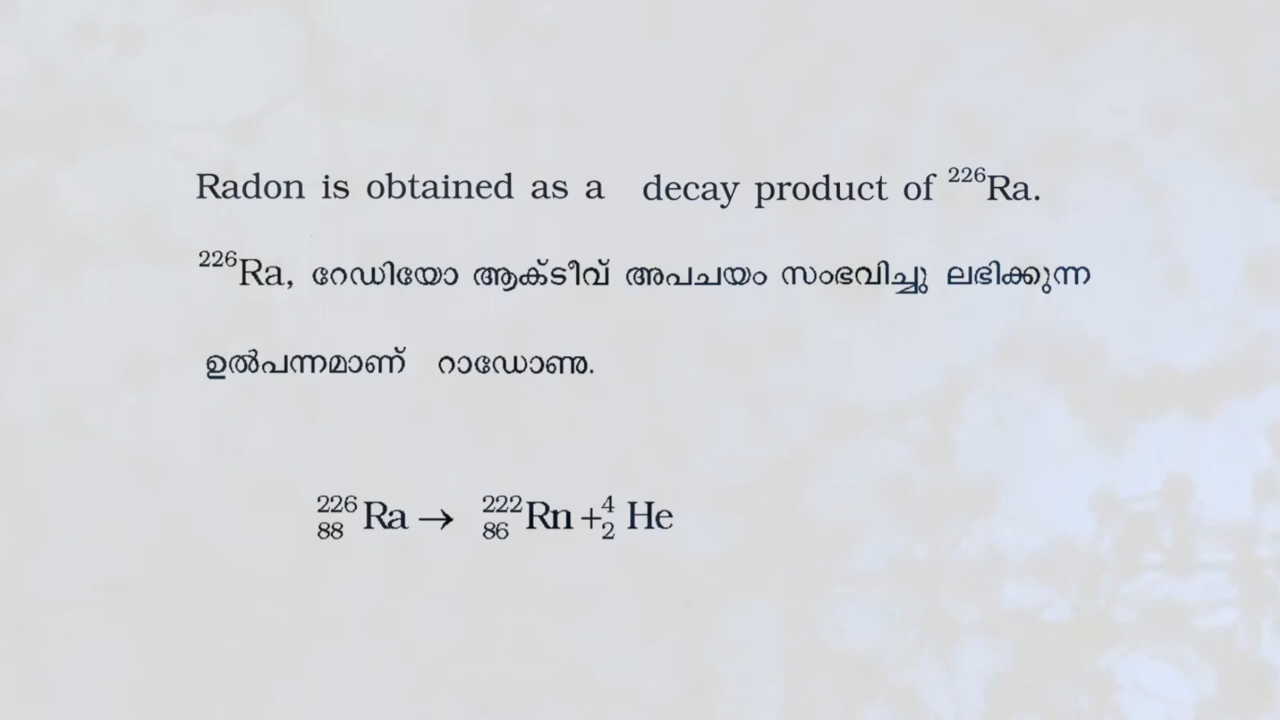 Radon is obtained as a decay product of ²²⁶Ra.
²²⁶Ra, റേഡിയോ ആക്ടീവ് അപചയം സംഭവിച്ചു ലഭിക്കുന്ന
ഉൽപന്നമാണ് റാഡോണു.
²²⁶₈₈Ra → ²²²₈₆Rn +⁴₂He